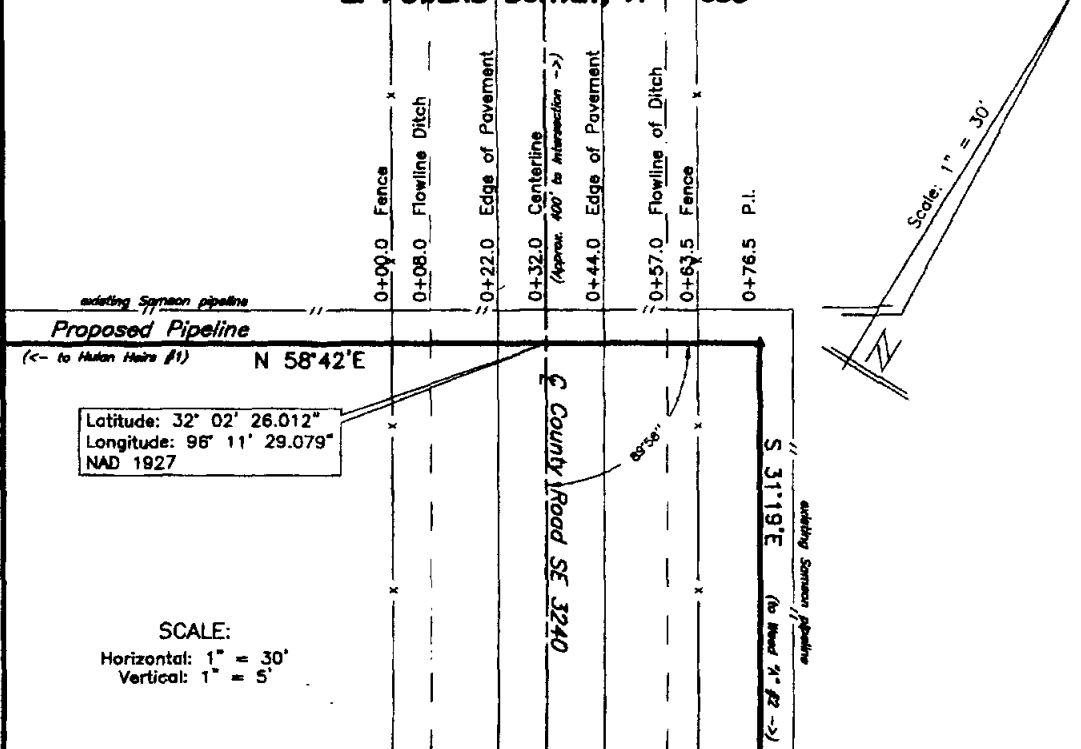 0+00.0 Fence
0+08.0 Flowline Ditch
0+22.0 Edge of Pavement
0+32.0 Centerline
(Approx. 400' to Intersection ->)
0+44.0 Edge of Pavement
0+57.0 Flowline of Ditch
0+63.5 Fence
0+76.5 P.I.
Scale: 1" = 30'
N
existing Samson pipeline
Proposed Pipeline
(<- to Hulan Heirs #1)
N 58°42'E
Latitude: 32° 02' 26.012"
Longitude: 96° 11' 29.079"
NAD 1927
89°58"
℄ County Road SE 3240
S 31°19'E
existing Samson pipeline
(to "A" #2 ->)
SCALE:
Horizontal: 1" = 30'
Vertical: 1" = 5'